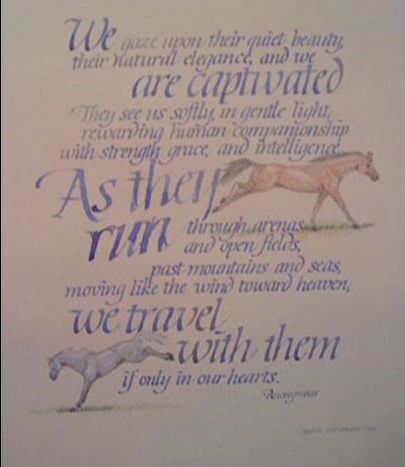 We gaze upon their quiet beauty,
their natural elegance, and we
are captivated
They see us softly, in gentle light,
rewarding human companionship
with strength, grace, and intelligence.
As they
run through arenas
and open fields,
past mountains and seas,
moving like the wind toward heaven,
we travel
with them
if only in our hearts.
Anonymous